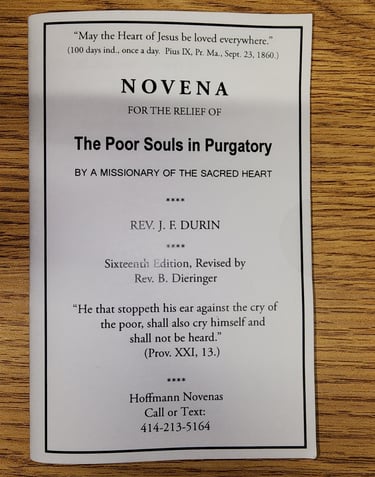 “May the Heart of Jesus be loved everywhere.”
(100 days ind., once a day. Pius IX, Pr. Ma., Sept. 23, 1860.)
NOVENA
FOR THE RELIEF OF
The Poor Souls in Purgatory
BY A MISSIONARY OF THE SACRED HEART
****
REV. J. F. DURIN
****
Sixteenth Edition, Revised by
Rev. B. Dieringer
“He that stoppeth his ear against the cry of
the poor, shall also cry himself and
shall not be heard.”
(Prov. XXI, 13.)
****
Hoffmann Novenas
Call or Text:
414-213-5164